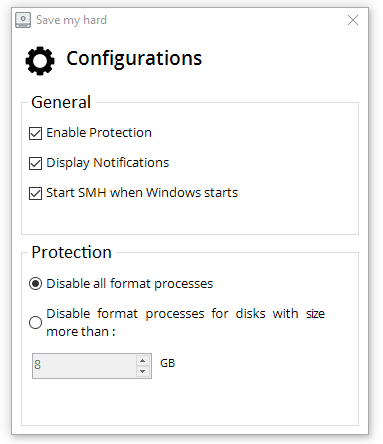 Save my hard
Configurations
General
Enable Protection
Display Notifications
Start SMH when Windows starts
Protection
Disable all format processes
Disable format processes for disks with size
more than :
8
GB